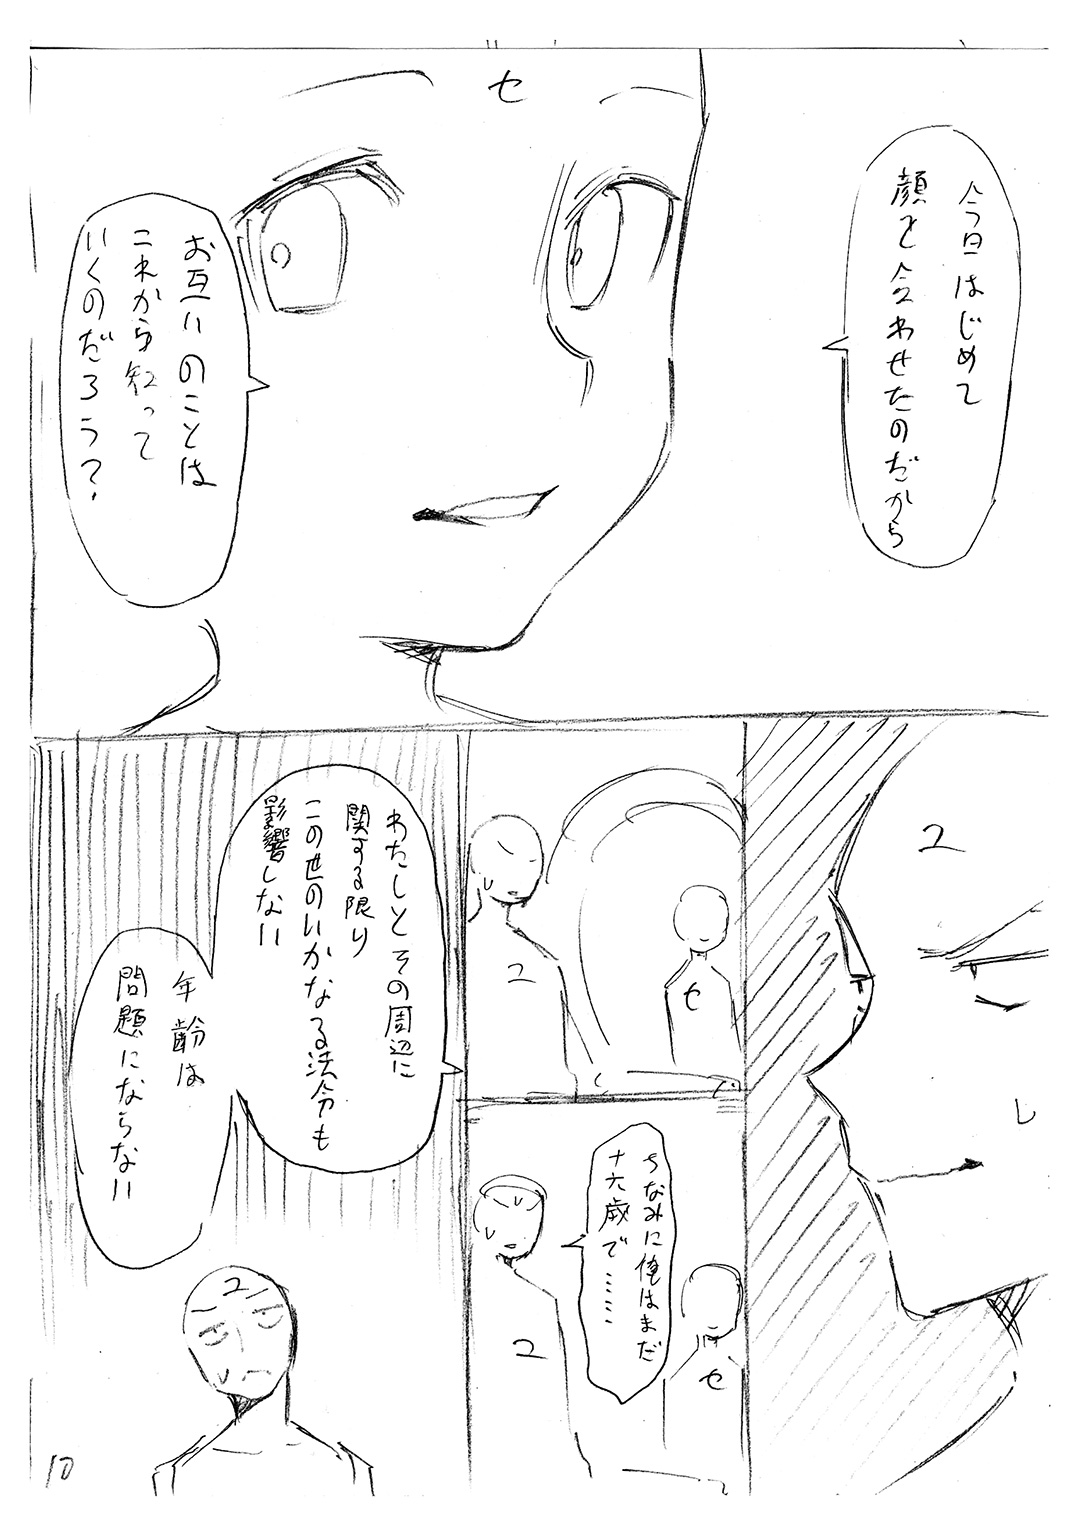 セ
今日はじめて
顔を合わせたのだから
お互いのことは
これから知って
いくのだろう？
ユ
ユ
セ
ちなみに俺はまだ
十六歳で……
ユ
セ
わたしとその周辺に
関する限り
この世のいかなる法令も
影響しない
年齢は
問題にならない
ユ
10